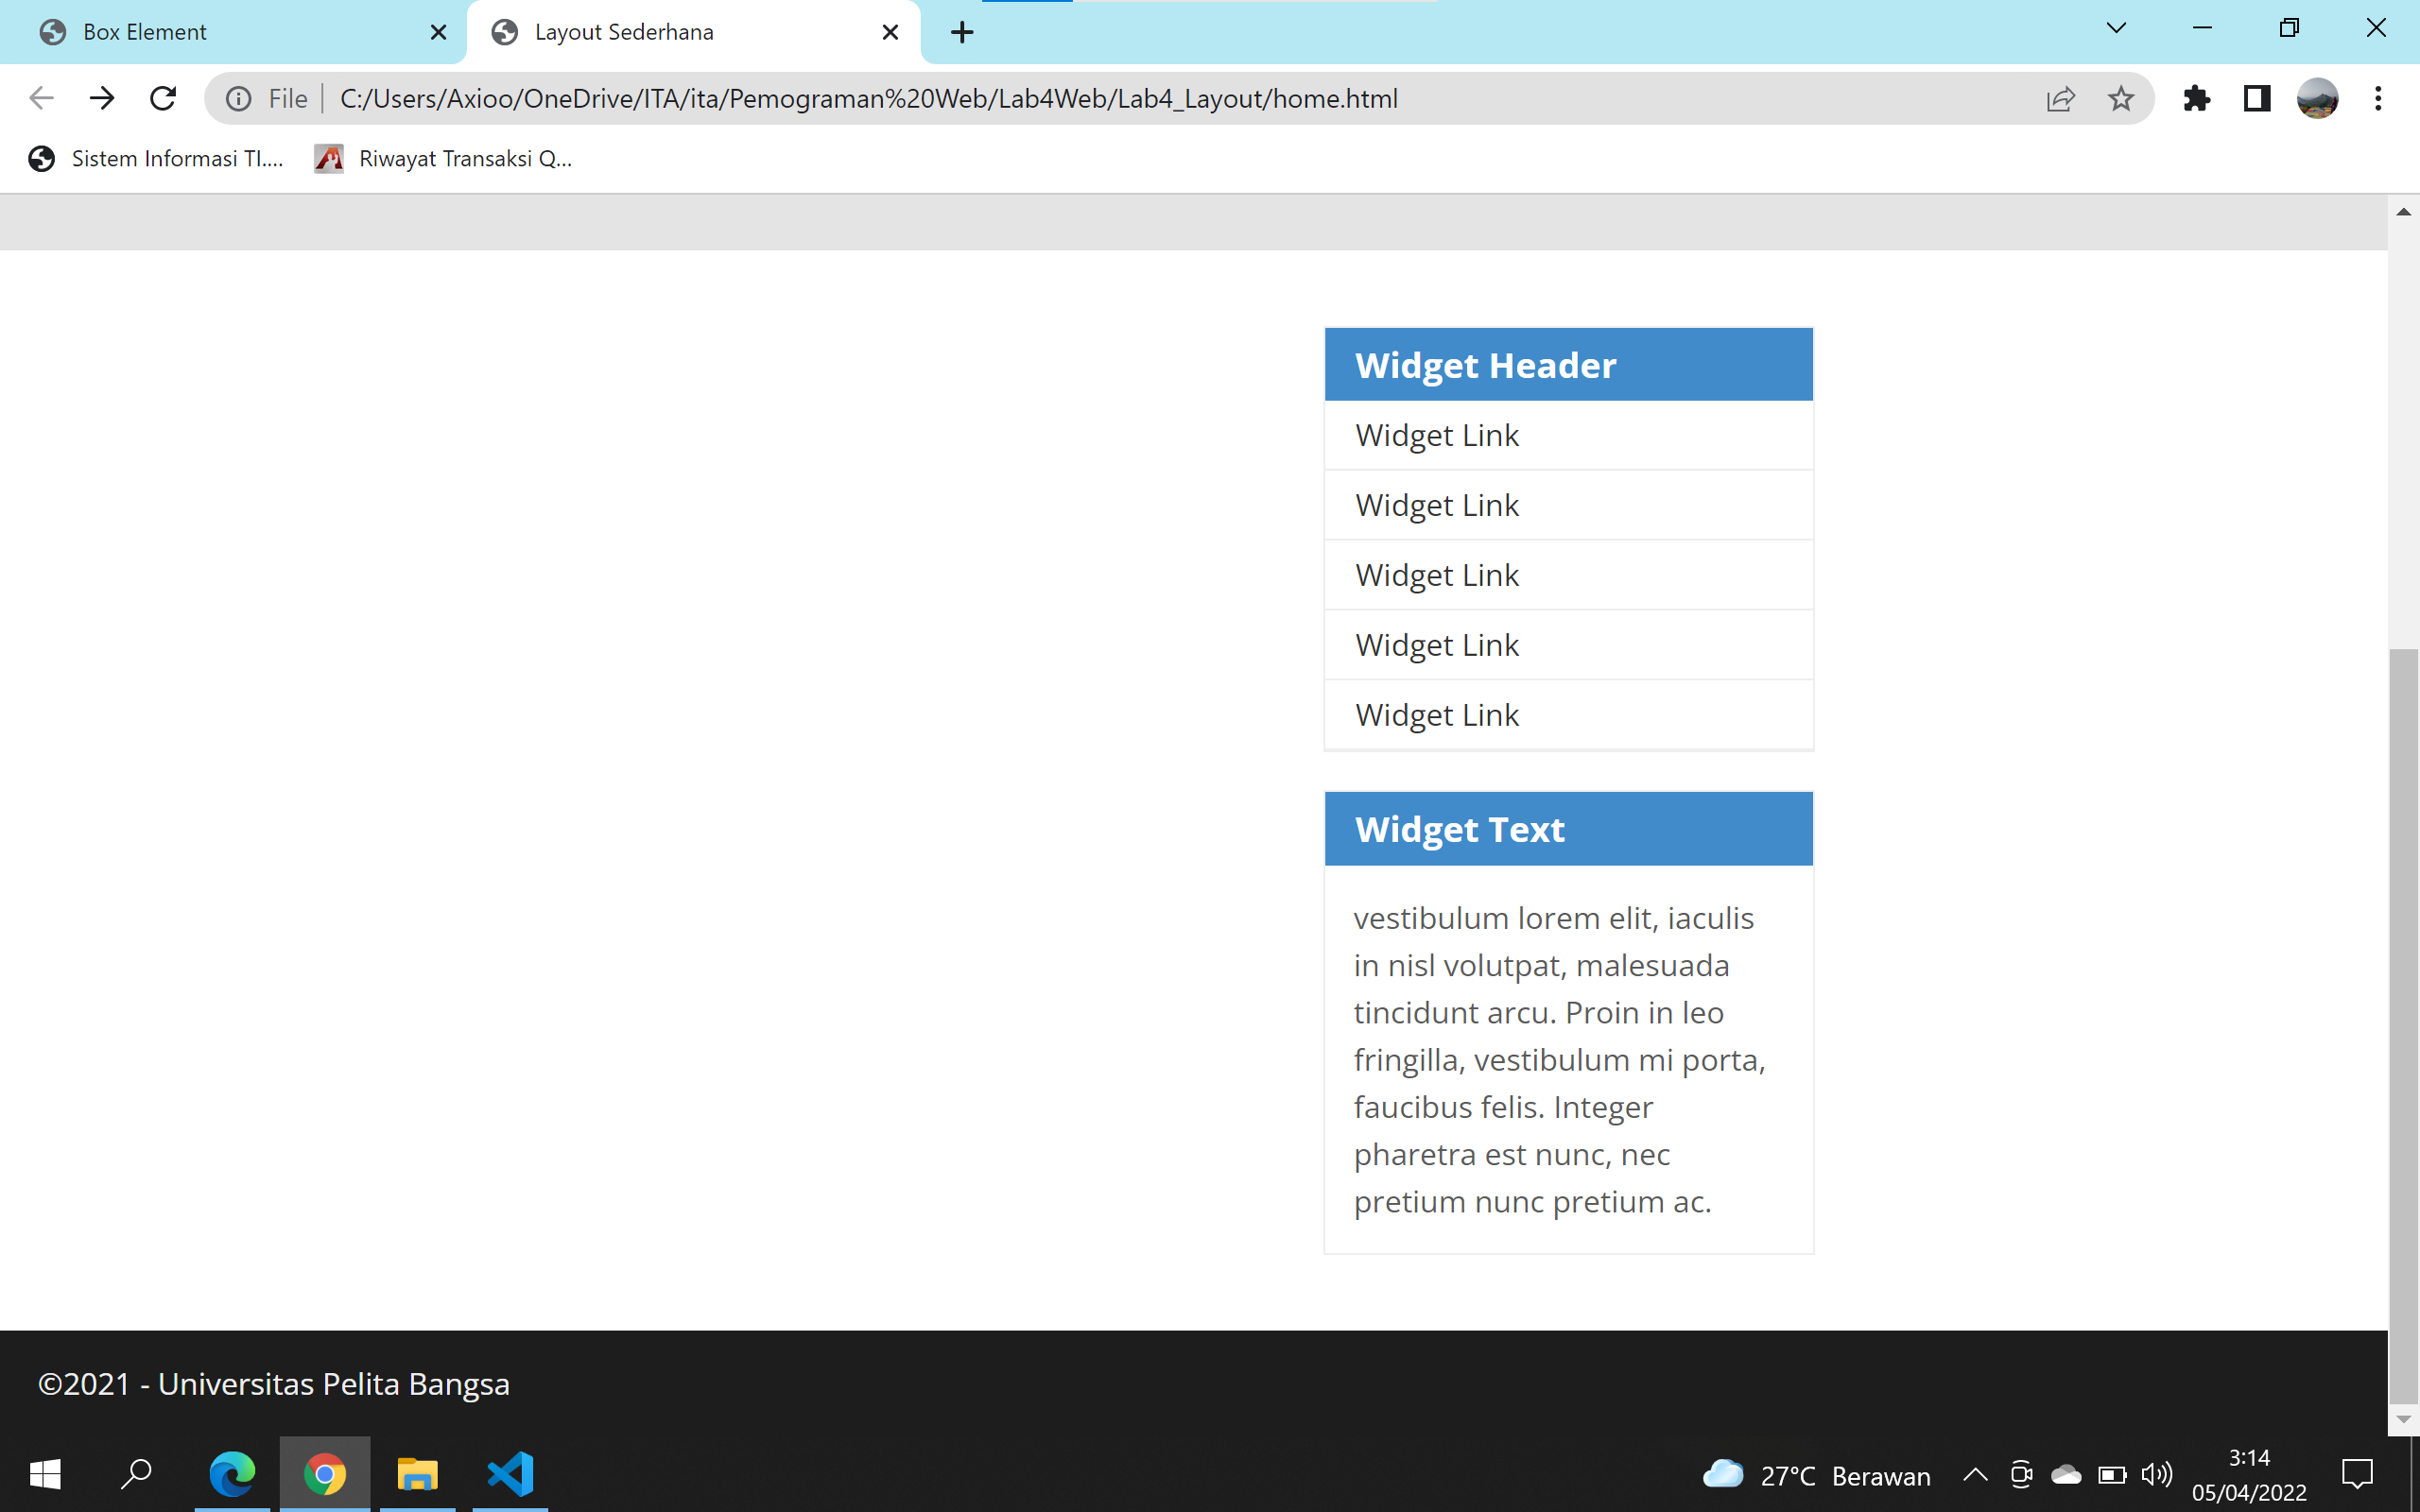 Box Element
Layout Sederhana
File
C:/Users/Axioo/OneDrive/ITA/ita/Pemograman%20Web/Lab4Web/Lab4_Layout/home.html
Sistem Informasi TI....
Riwayat Transaksi Q...
Widget Header
Widget Link
Widget Link
Widget Link
Widget Link
Widget Link
Widget Text
vestibulum lorem elit, iaculis
in nisl volutpat, malesuada
tincidunt arcu. Proin in leo
fringilla, vestibulum mi porta,
faucibus felis. Integer
pharetra est nunc, nec
pretium nunc pretium ac.
©2021 - Universitas Pelita Bangsa
27°C Berawan
3:14
05/04/2022